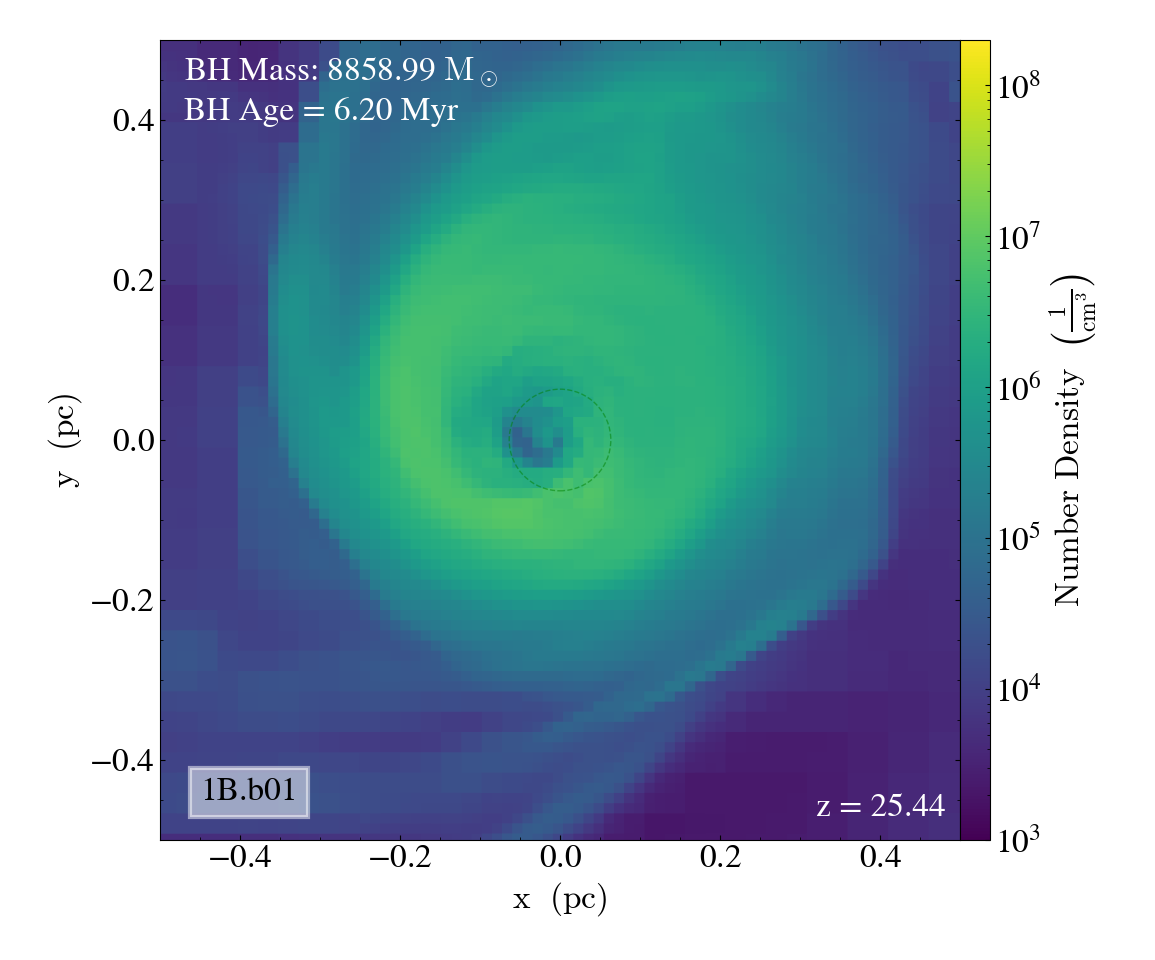 BH Mass: 8858.99 M⊙
BH Age = 6.20 Myr
1B.b01
z = 25.44
0.4
0.2
0.0
−0.2
−0.4
y (pc)
−0.4 −0.2 0.0 0.2 0.4
x (pc)
10⁸
10⁷
10⁶
10⁵
10⁴
10³
Number Density (1/cm³)